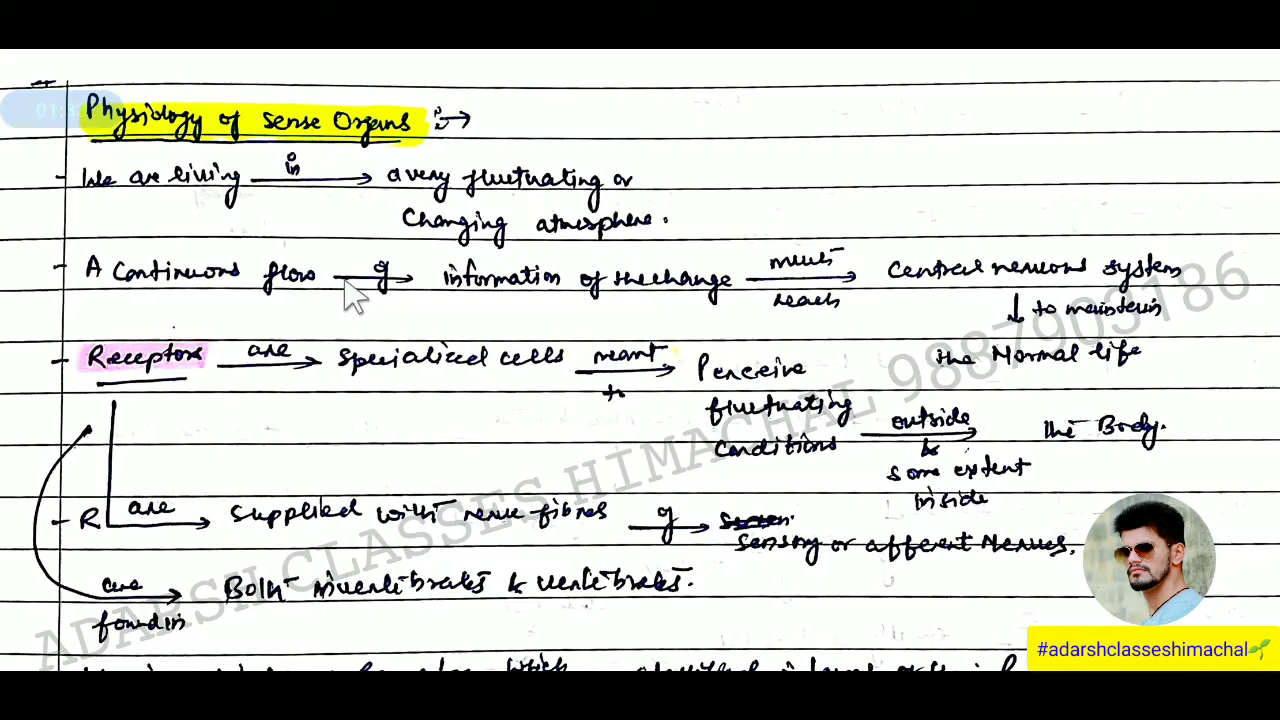 Physiology of Sense Organs :→
- We are living in → a very fluctuating or
Changing atmosphere.
- A Continuous flow of → information of the change must reach → Central nervous system
↓ to maintain
the Normal life
- Receptors are → Specialized cells meant to → Perceive
fluctuating
Conditions outside & some extent inside → the Body.
- R are → Supplied with nerve fibres of →
Sensory or afferent Nerves.
are found in → Both invertebrates & vertebrates.
which
ADARSH CLASSES HIMACHAL 9887903186
#adarshclasseshimachal